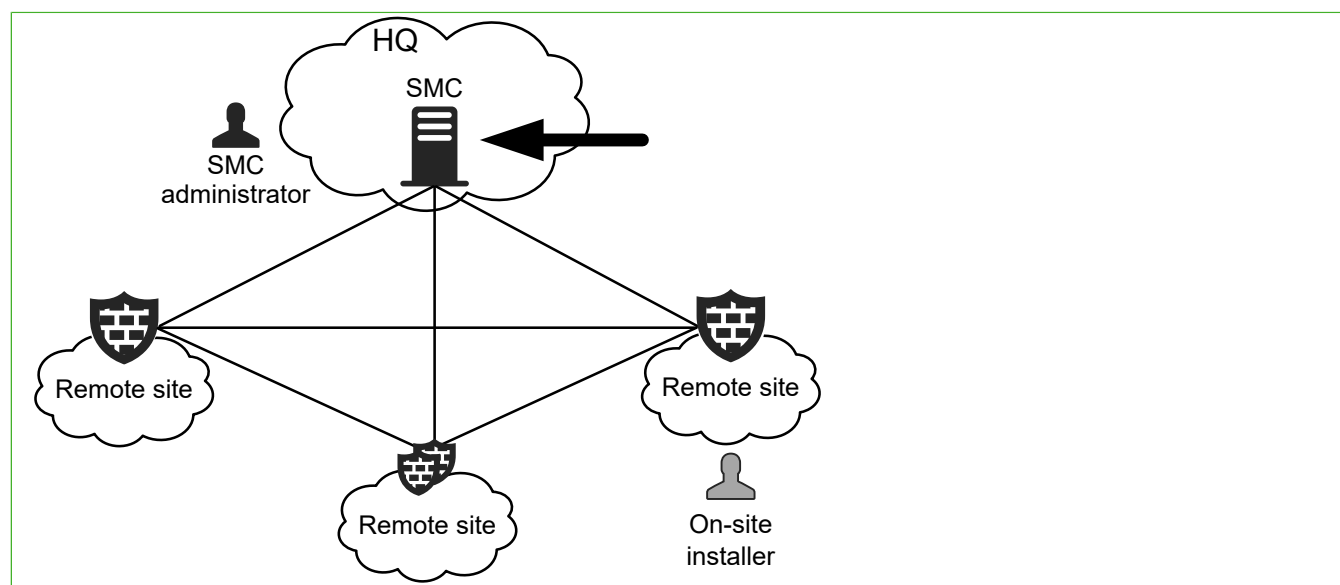 HQ
SMC
SMC
administrator
Remote site
Remote site
Remote site
On-site
installer